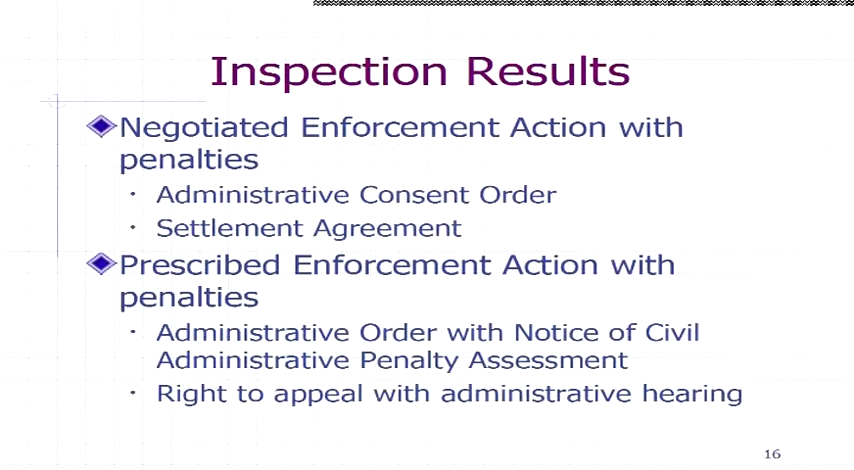 Inspection Results
Negotiated Enforcement Action with
penalties
· Administrative Consent Order
· Settlement Agreement
Prescribed Enforcement Action with
penalties
· Administrative Order with Notice of Civil
Administrative Penalty Assessment
· Right to appeal with administrative hearing
16